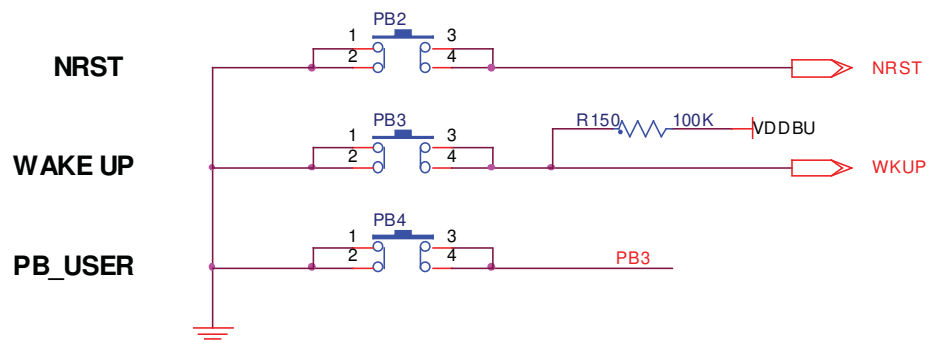 PB2
1 3
NRST 2 4 NRST
PB3 R150 100K VDDBU
1 3
WAKE UP 2 4 WKUP
PB4
1 3
PB_USER 2 4 PB3